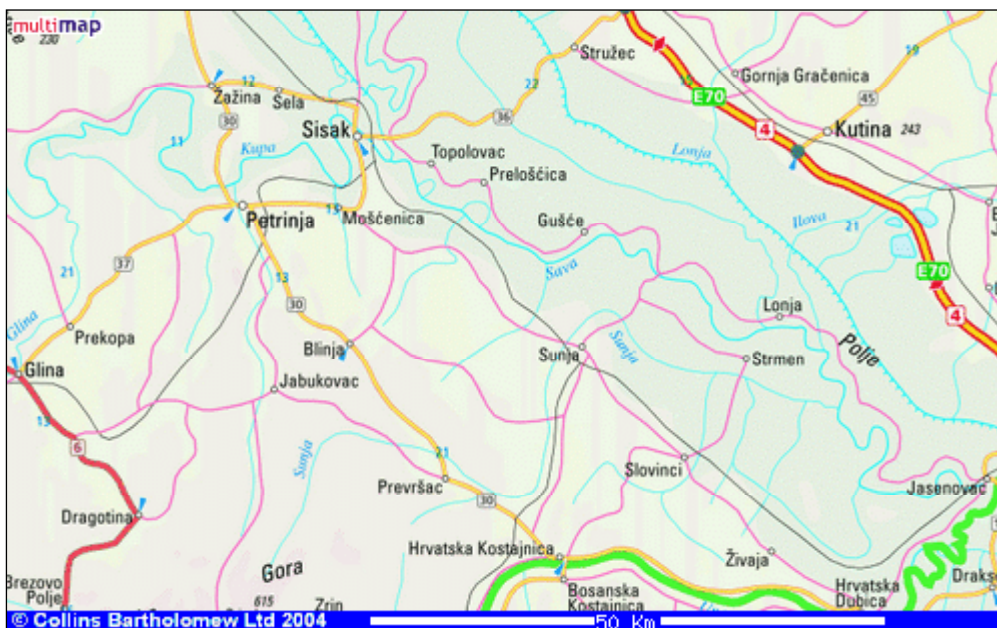 multimap
230
Stružec
19
Gornja Gračenica
12
Žažina
Šela
22
E70
45
30
Sisak
36
4
Kutina 243
11
Kupa
Topolovac
Lonja
Prelošćica
15
Petrinja
Mošćenica
Gušće
Ilova
21
37
21
13
Sava
E70
30
Lonja
4
Glina
Prekopa
Blinja
Sunja
Sunja
Strmen
Polje
Glina
Jabukovac
13
6
Sunja
21
Slovinci
Prevršac
30
Jasenovac
Dragotina
Hrvatska Kostajnica
Živaja
Gora
Brezovo
Polje
615
Zrin
Bosanska
Kostajnica
Hrvatska
Dubica
Draks
© Collins Bartholomew Ltd 2004
50 Km